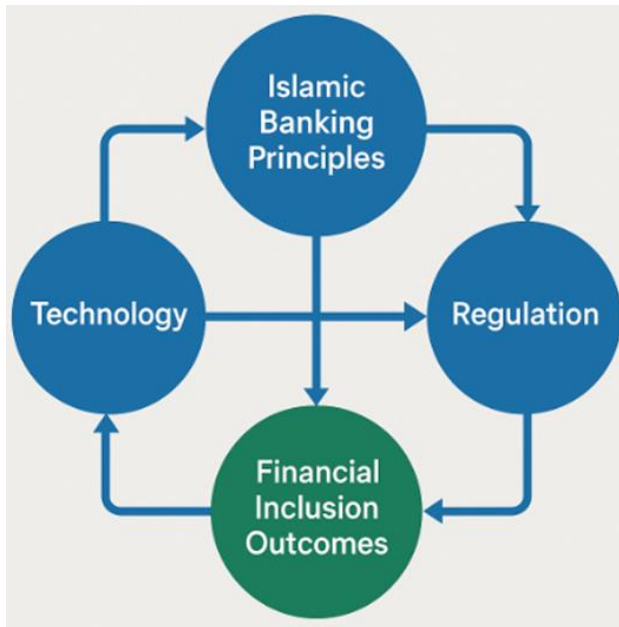 Islamic
Banking
Principles
Technology
Regulation
Financial
Inclusion
Outcomes